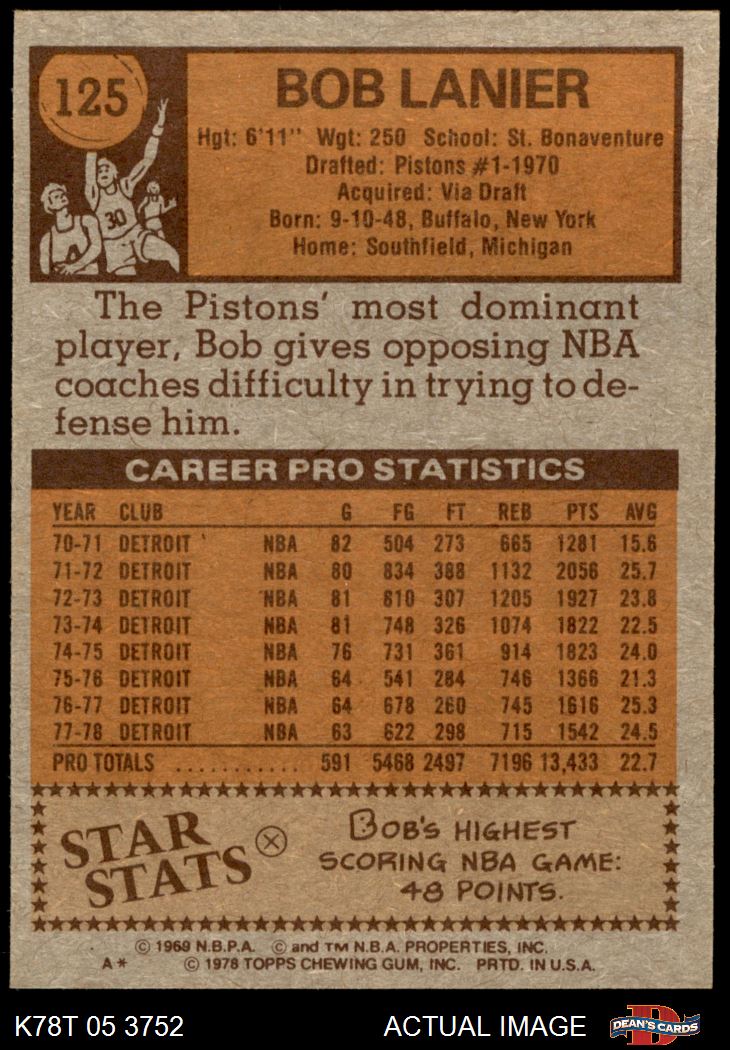 125
30
BOB LANIER
Hgt: 6'11" Wgt: 250 School: St. Bonaventure
Drafted: Pistons #1-1970
Acquired: Via Draft
Born: 9-10-48, Buffalo, New York
Home: Southfield, Michigan
The Pistons' most dominant
player, Bob gives opposing NBA
coaches difficulty in trying to de-
fense him.
CAREER PRO STATISTICS
YEAR CLUB G FG FT REB PTS AVG
70-71 DETROIT NBA 82 504 273 665 1281 15.6
71-72 DETROIT NBA 80 834 388 1132 2056 25.7
72-73 DETROIT NBA 81 810 307 1205 1927 23.8
73-74 DETROIT NBA 81 748 326 1074 1822 22.5
74-75 DETROIT NBA 76 731 361 914 1823 24.0
75-76 DETROIT NBA 64 541 284 746 1366 21.3
76-77 DETROIT NBA 64 678 260 745 1616 25.3
77-78 DETROIT NBA 63 622 298 715 1542 24.5
PRO TOTALS ........... 591 5468 2497 7196 13,433 22.7
STAR
STATS
BOB'S HIGHEST
SCORING NBA GAME:
48 POINTS.
© 1969 N.B.P.A. © and TM N.B.A. PROPERTIES, INC.
A* © 1978 TOPPS CHEWING GUM, INC. PRTD. IN U.S.A.
K78T 05 3752 ACTUAL IMAGE
D
DEAN'S CARDS